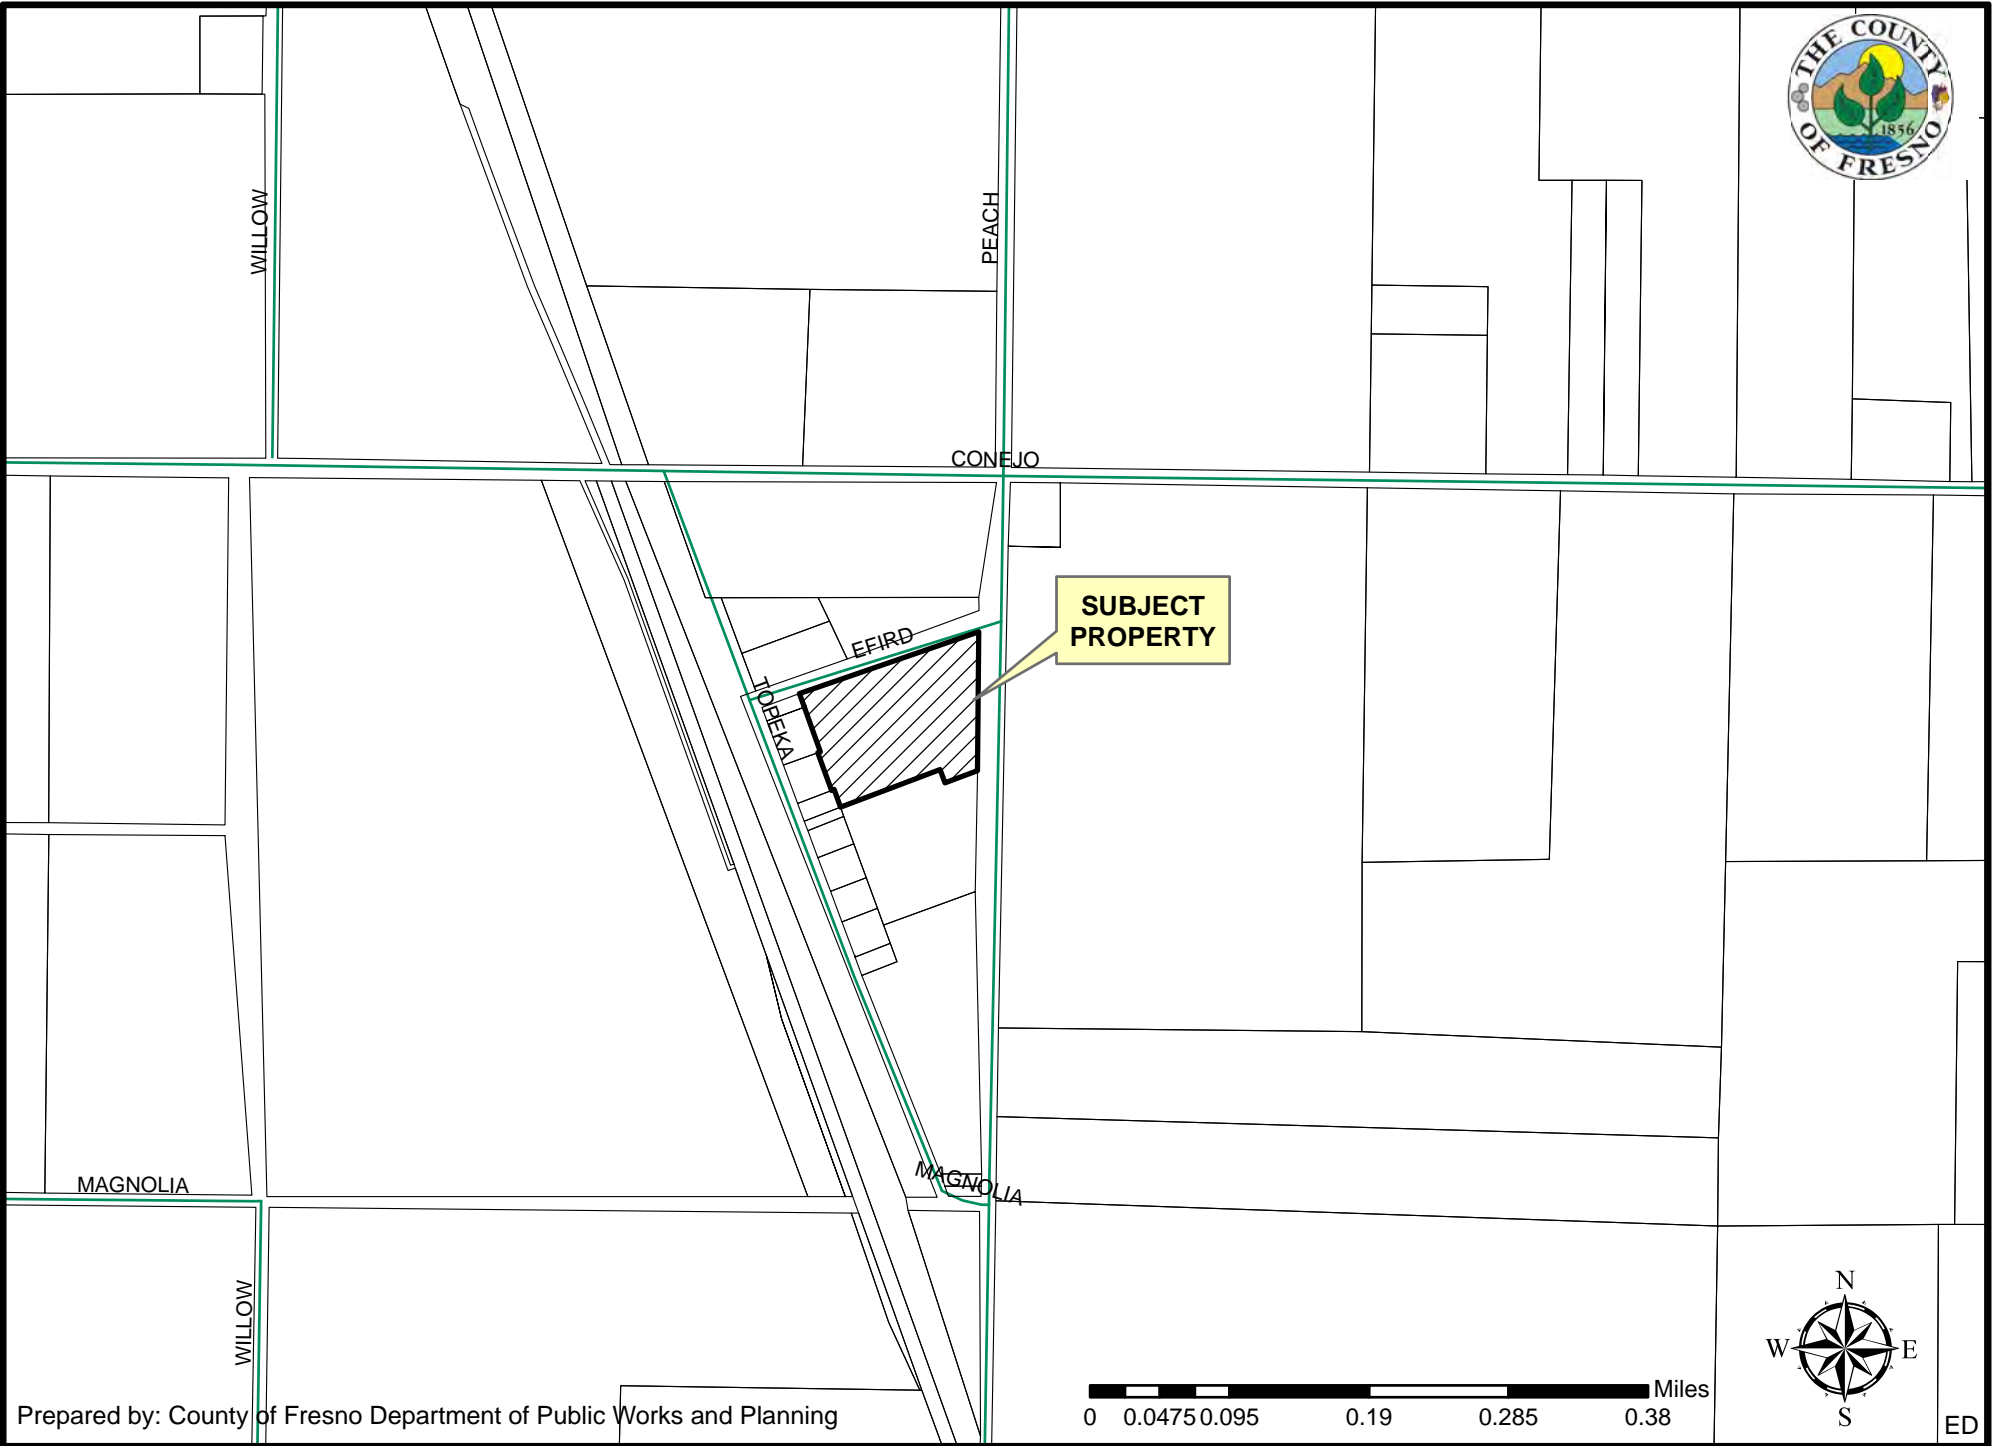 THE COUNTY
OF FRESNO
1856
WILLOW
PEACH
CONEJO
SUBJECT
PROPERTY
EFIRD
TOPEKA
MAGNOLIA
MAGNOLIA
WILLOW
N
W E
S
Miles
0 0.0475 0.095 0.19 0.285 0.38
Prepared by: County of Fresno Department of Public Works and Planning
ED